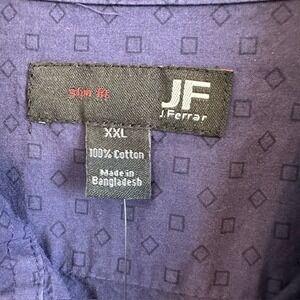 slim fit
JF
J.Ferrar
XXL
100% Cotton
Made in
Bangladesh